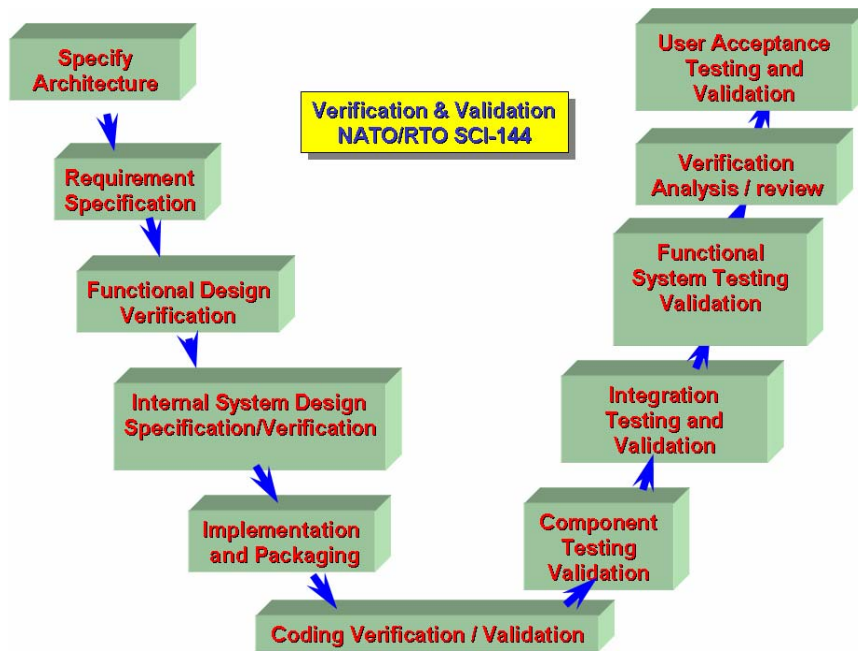 Specify
Architecture
Verification & Validation
NATO/RTO SCI-144
Requirement
Specification
Functional Design
Verification
Internal System Design
Specification/Verification
Implementation
and Packaging
Coding Verification / Validation
Component
Testing
Validation
Integration
Testing and
Validation
Functional
System Testing
Validation
Verification
Analysis / review
User Acceptance
Testing and
Validation